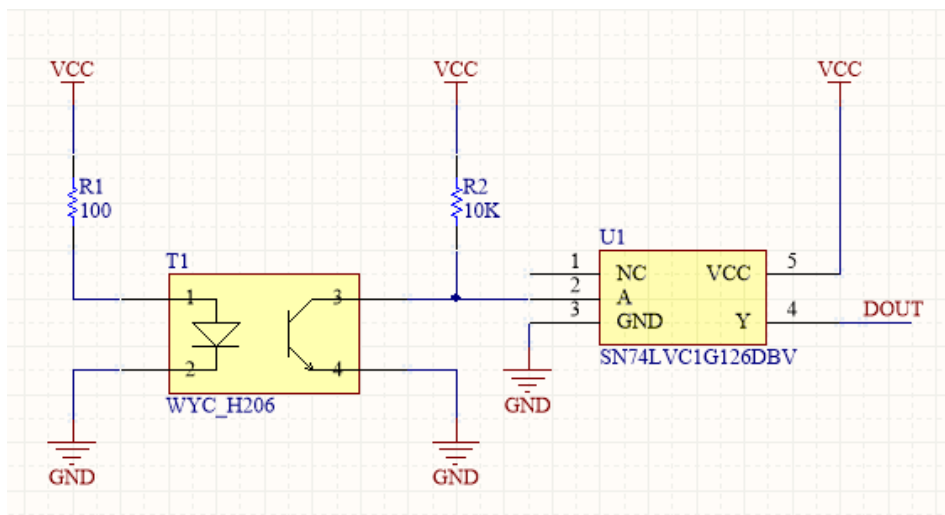 VCC
VCC
VCC
R1
100
R2
10K
U1
T1
1
NC
VCC
5
2
A
3
GND
Y
4
DOUT
SN74LVC1G126DBV
1
3
2
4
WYC_H206
GND
GND
GND